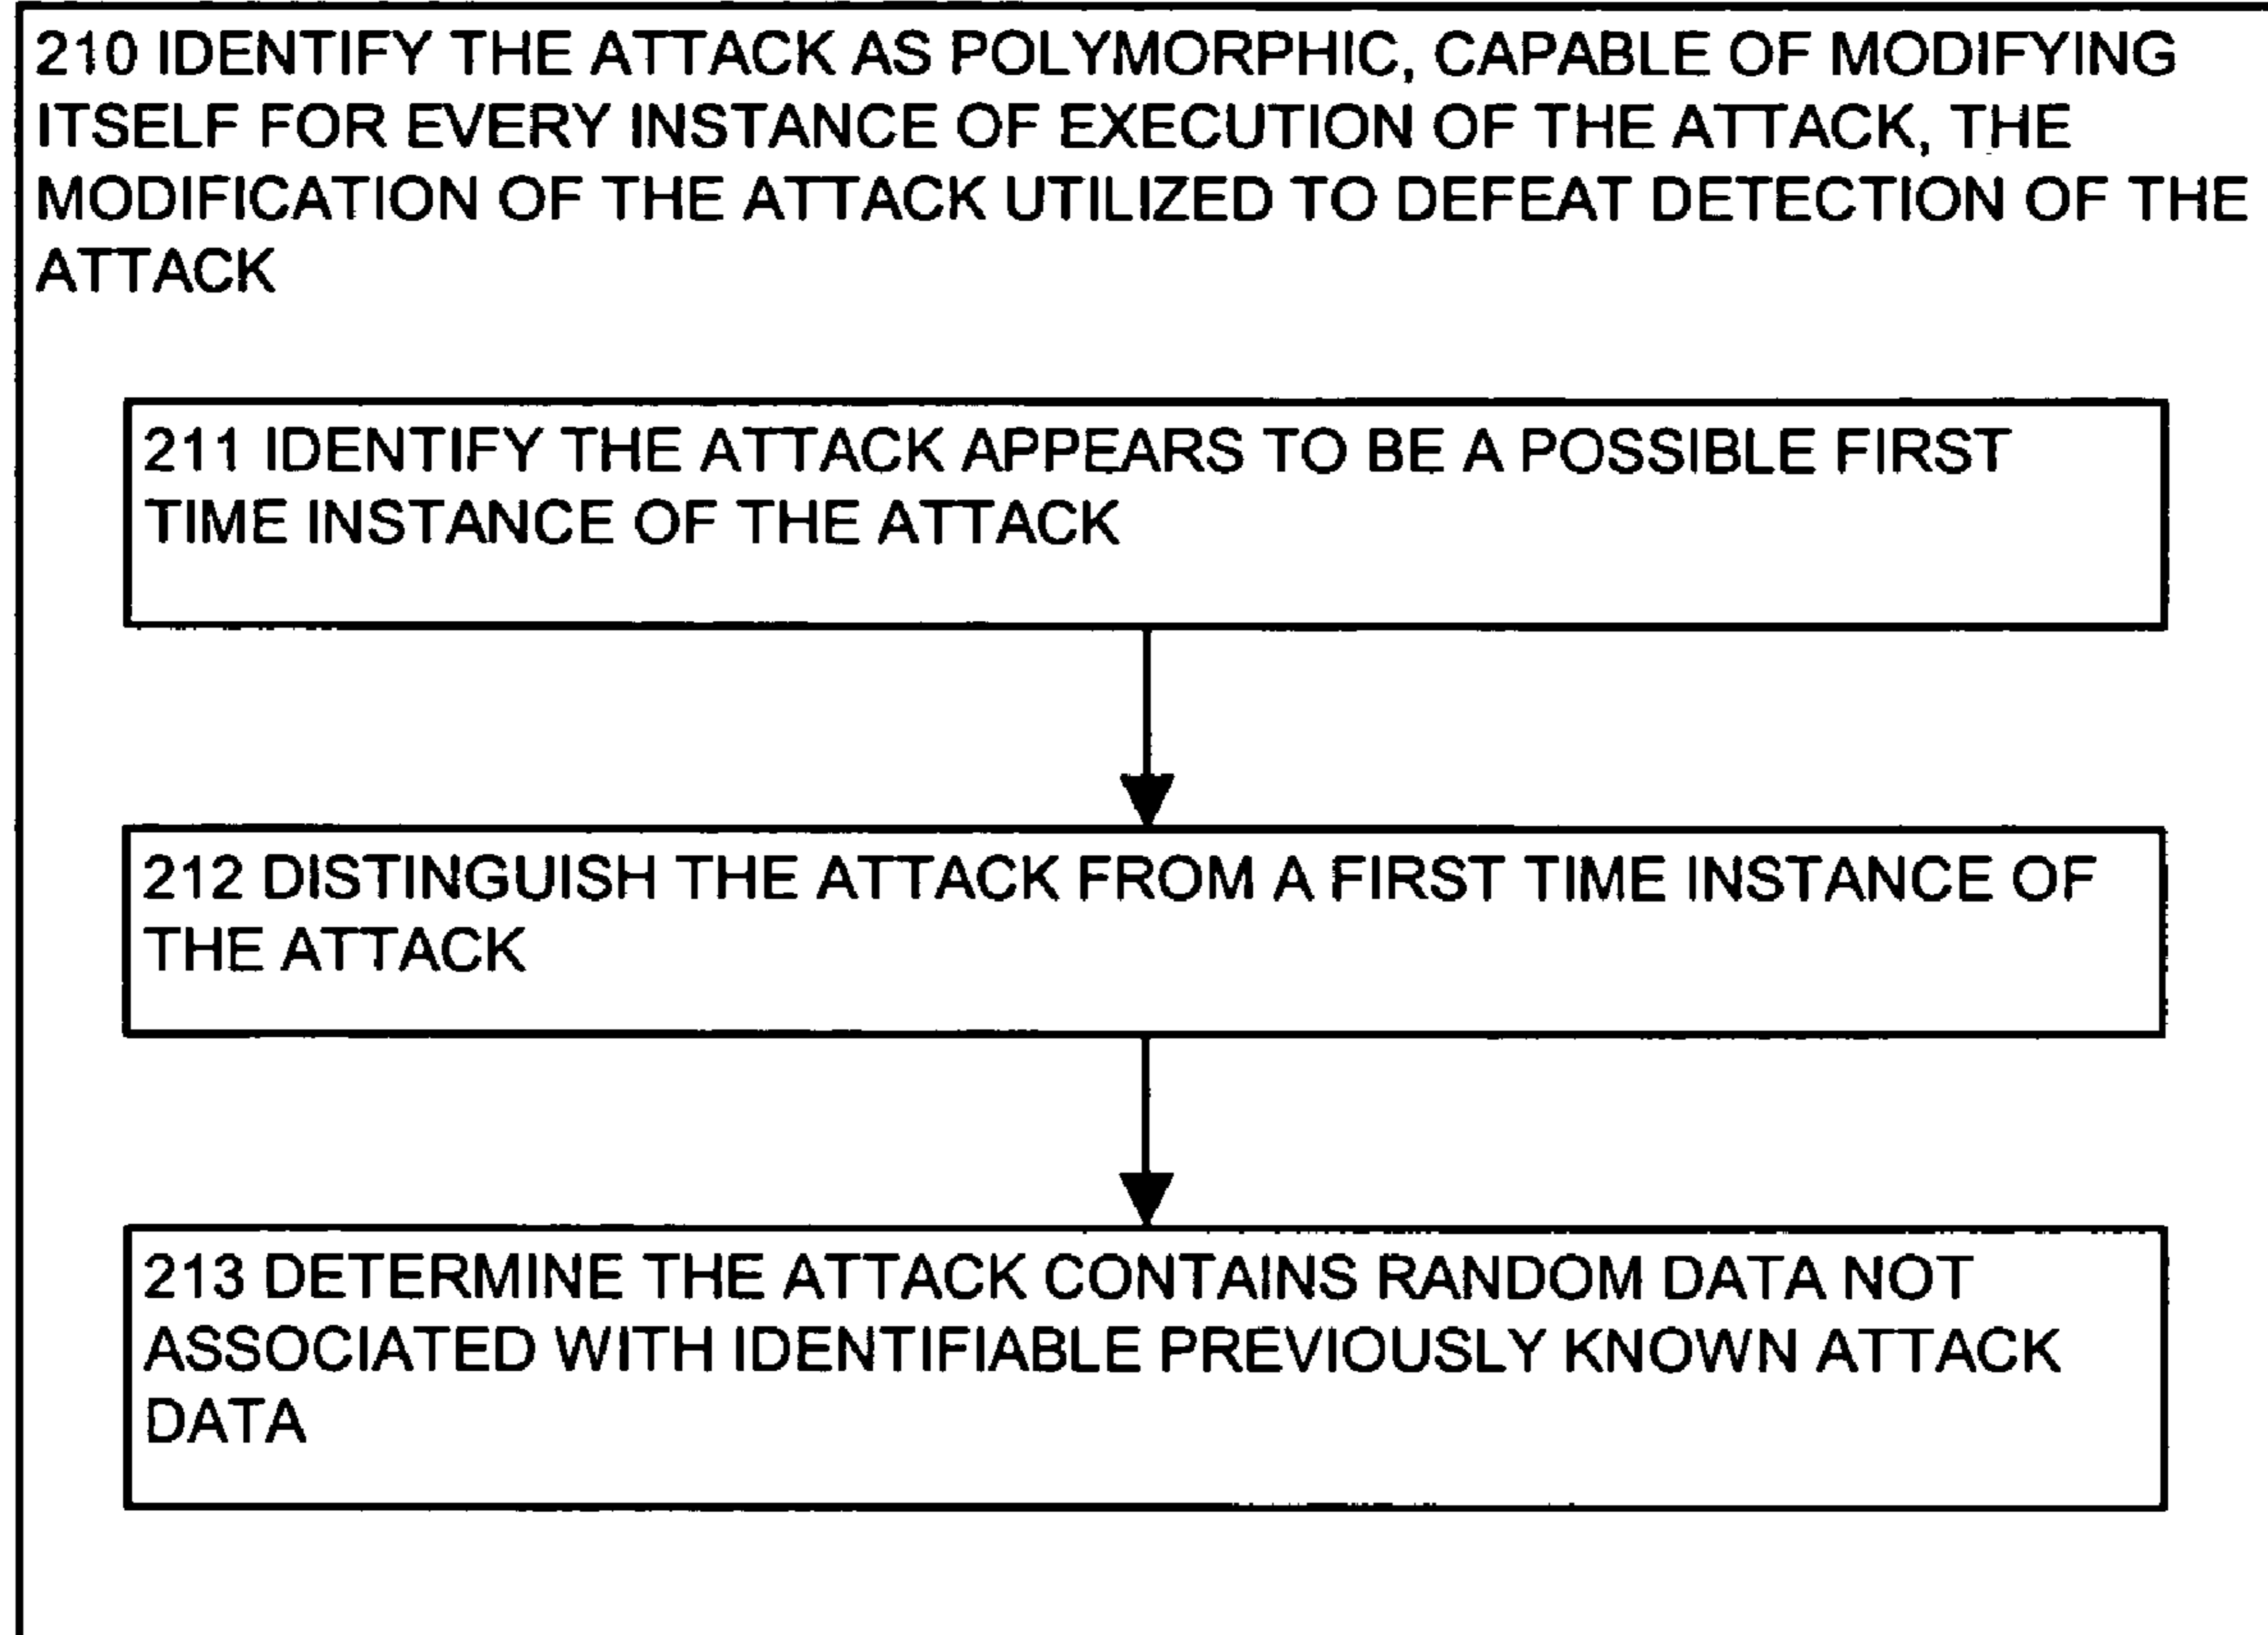 210 IDENTIFY THE ATTACK AS POLYMORPHIC, CAPABLE OF MODIFYING
ITSELF FOR EVERY INSTANCE OF EXECUTION OF THE ATTACK, THE
MODIFICATION OF THE ATTACK UTILIZED TO DEFEAT DETECTION OF THE
ATTACK
211 IDENTIFY THE ATTACK APPEARS TO BE A POSSIBLE FIRST
TIME INSTANCE OF THE ATTACK
212 DISTINGUISH THE ATTACK FROM A FIRST TIME INSTANCE OF
THE ATTACK
213 DETERMINE THE ATTACK CONTAINS RANDOM DATA NOT
ASSOCIATED WITH IDENTIFIABLE PREVIOUSLY KNOWN ATTACK
DATA